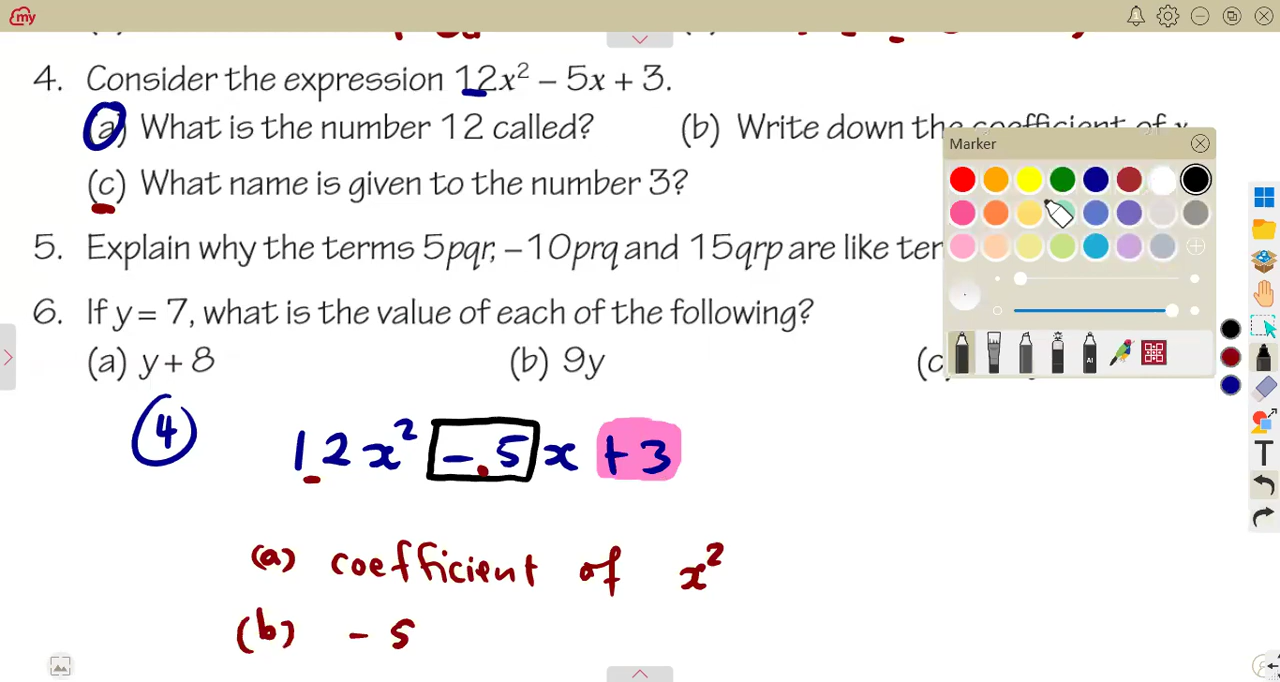 my
4. Consider the expression 12x² – 5x + 3.
(a) What is the number 12 called? (b) Write down the coefficient of x
(c) What name is given to the number 3?
5. Explain why the terms 5pqr, –10prq and 15qrp are like ter
6. If y = 7, what is the value of each of the following?
(a) y + 8 (b) 9y (c
Marker
AI
T
4 12x² – 5x + 3
(a) coefficient of x²
(b) – 5